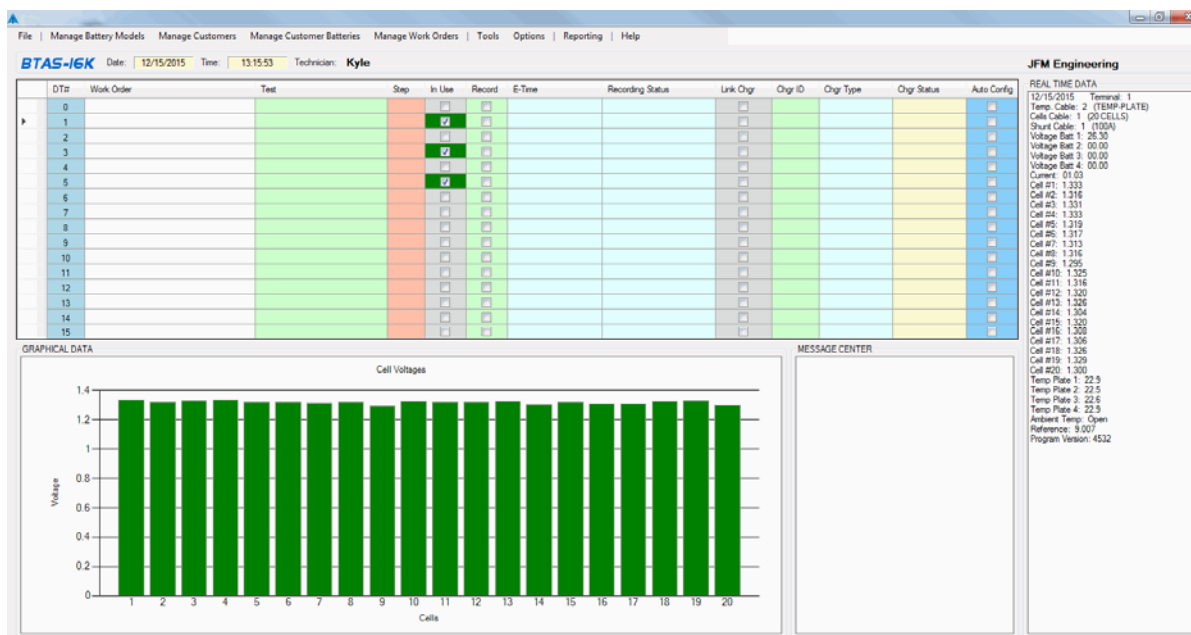 File | Manage Battery Models Manage Customers Manage Customer Batteries Manage Work Orders | Tools Options | Reporting | Help
BTAS-16K Date: 12/15/2015 Time: 13:15:53 Technician: Kyle
JFM Engineering
DT# Work Order Test Step In Use Record E-Time Recording Status Link Chgr Chgr ID Chgr Type Chgr Status Auto Config
0
1
2
3
4
5
6
7
8
9
10
11
12
13
14
15
REAL TIME DATA
12/15/2015 Terminal: 1
Temp. Cable: 2 (TEMP-PLATE)
Cells Cable: 1 (20 CELLS)
Shunt Cable: 1 (100A)
Voltage Batt 1: 26.30
Voltage Batt 2: 00.00
Voltage Batt 3: 00.00
Voltage Batt 4: 00.00
Current: 01.03
Cell #1: 1.333
Cell #2: 1.316
Cell #3: 1.331
Cell #4: 1.333
Cell #5: 1.319
Cell #6: 1.317
Cell #7: 1.313
Cell #8: 1.316
Cell #9: 1.295
Cell #10: 1.325
Cell #11: 1.316
Cell #12: 1.320
Cell #13: 1.326
Cell #14: 1.304
Cell #15: 1.320
Cell #16: 1.308
Cell #17: 1.306
Cell #18: 1.326
Cell #19: 1.329
Cell #20: 1.300
Temp Plate 1: 22.9
Temp Plate 2: 22.5
Temp Plate 3: 22.6
Temp Plate 4: 22.9
Ambient Temp: Open
Reference: 9.007
Program Version: 4532
GRAPHICAL DATA
Cell Voltages
1.4
1.2
1
0.8
0.6
0.4
0.2
0
Voltage
1 2 3 4 5 6 7 8 9 10 11 12 13 14 15 16 17 18 19 20
Cells
MESSAGE CENTER